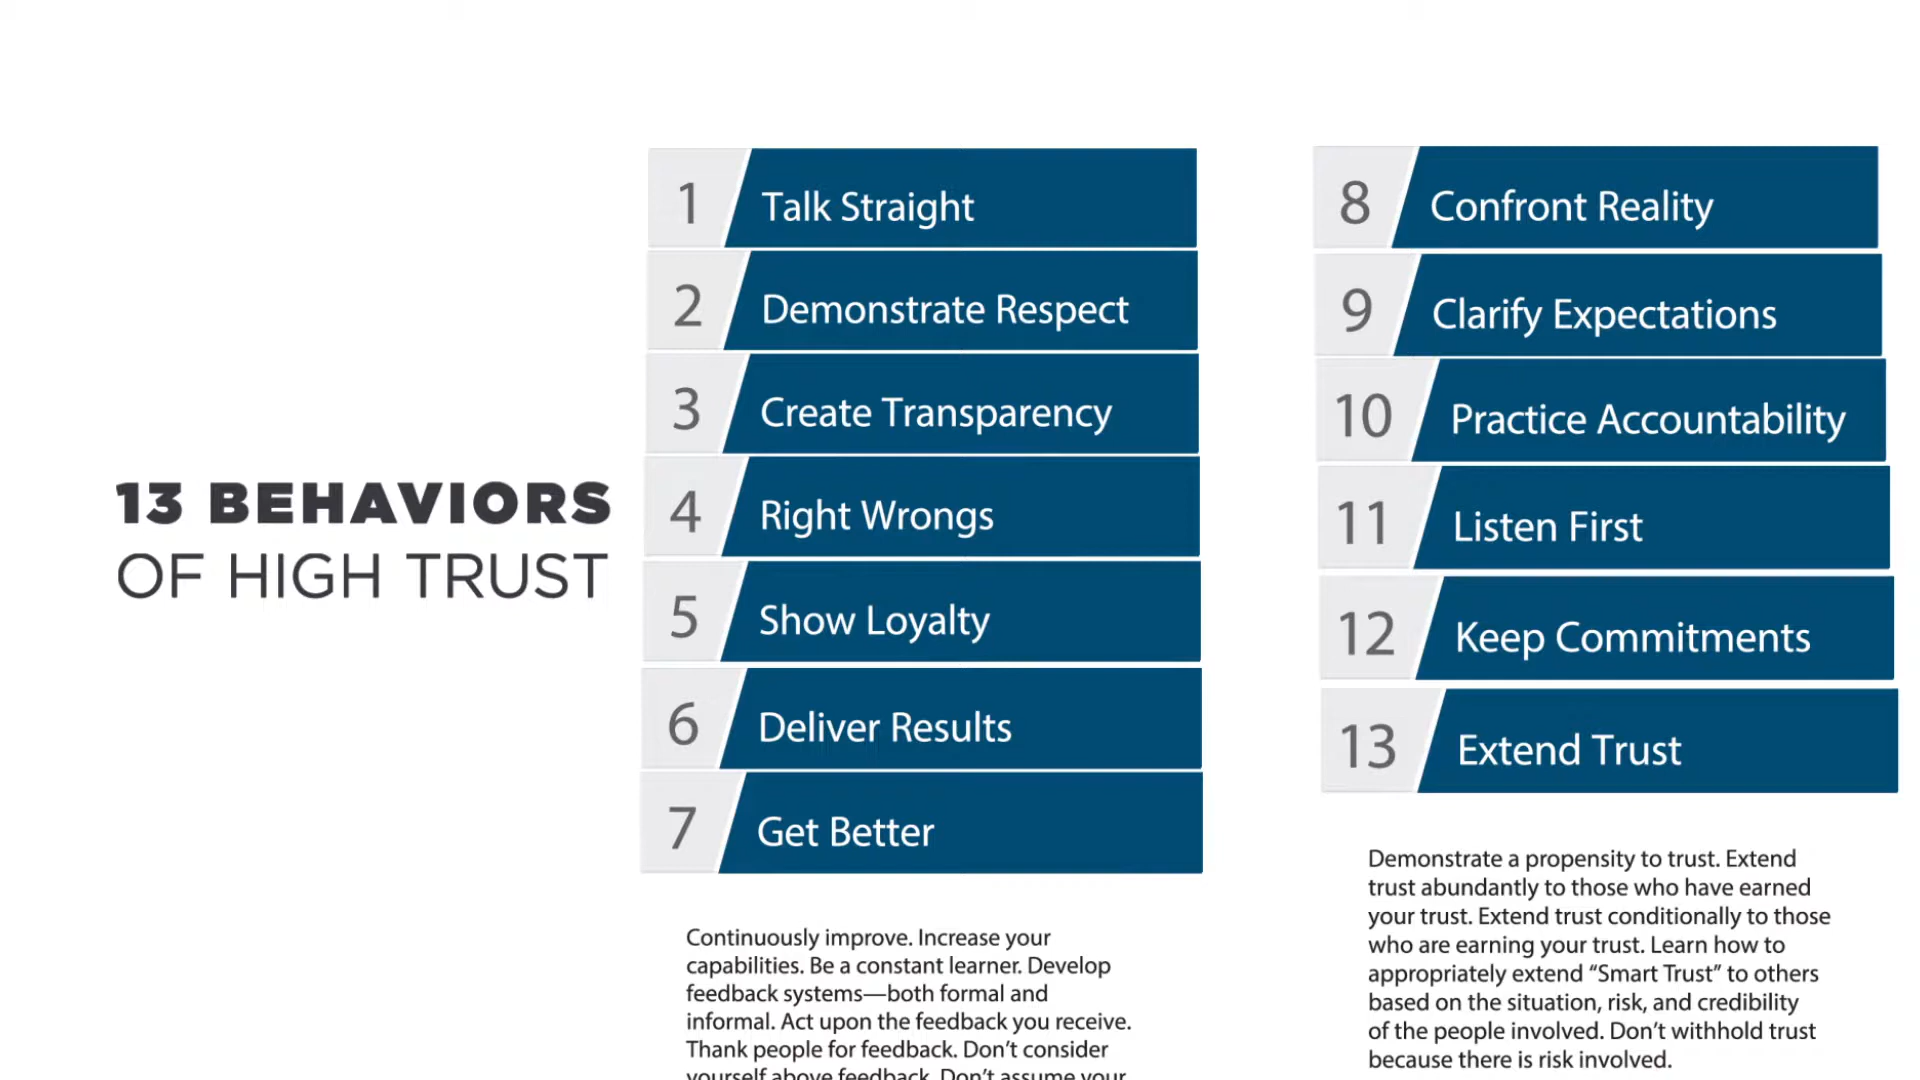 13 BEHAVIORS
OF HIGH TRUST
1 Talk Straight
2 Demonstrate Respect
3 Create Transparency
4 Right Wrongs
5 Show Loyalty
6 Deliver Results
7 Get Better
Continuously improve. Increase your
capabilities. Be a constant learner. Develop
feedback systems—both formal and
informal. Act upon the feedback you receive.
Thank people for feedback. Don’t consider
yourself above feedback. Don’t assume your
8 Confront Reality
9 Clarify Expectations
10 Practice Accountability
11 Listen First
12 Keep Commitments
13 Extend Trust
Demonstrate a propensity to trust. Extend
trust abundantly to those who have earned
your trust. Extend trust conditionally to those
who are earning your trust. Learn how to
appropriately extend “Smart Trust” to others
based on the situation, risk, and credibility
of the people involved. Don’t withhold trust
because there is risk involved.